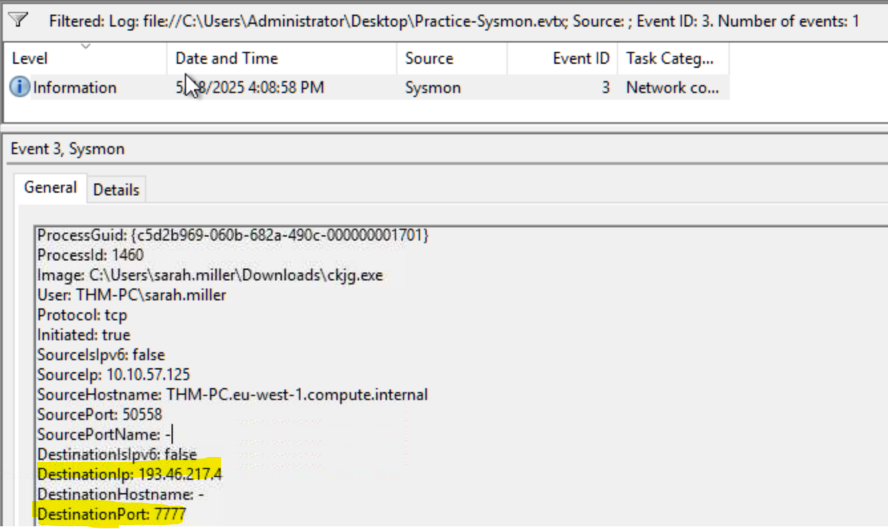 Filtered: Log: file://C:\Users\Administrator\Desktop\Practice-Sysmon.evtx; Source: ; Event ID: 3. Number of events: 1
Level Date and Time Source Event ID Task Categ...
Information 8/2025 4:08:58 PM Sysmon 3 Network co...
Event 3, Sysmon
General Details
ProcessGuid: {c5d2b969-060b-682a-490c-000000001701}
ProcessId: 1460
Image: C:\Users\sarah.miller\Downloads\ckjg.exe
User: THM-PC\sarah.miller
Protocol: tcp
Initiated: true
SourceIsIpv6: false
SourceIp: 10.10.57.125
SourceHostname: THM-PC.eu-west-1.compute.internal
SourcePort: 50558
SourcePortName: -
DestinationIsIpv6: false
DestinationIp: 193.46.217.4
DestinationHostname: -
DestinationPort: 7777